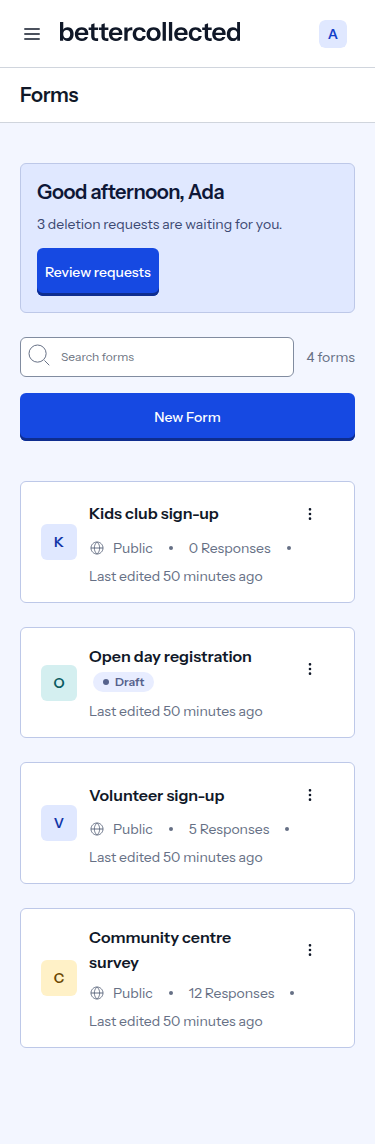 bettercollected
A
Forms
Good afternoon, Ada
3 deletion requests are waiting for you.
Review requests
Search forms
4 forms
New Form
K
Kids club sign-up
Public • 0 Responses •
Last edited 50 minutes ago
O
Open day registration
Draft
Last edited 50 minutes ago
V
Volunteer sign-up
Public • 5 Responses •
Last edited 50 minutes ago
C
Community centre
survey
Public • 12 Responses •
Last edited 50 minutes ago